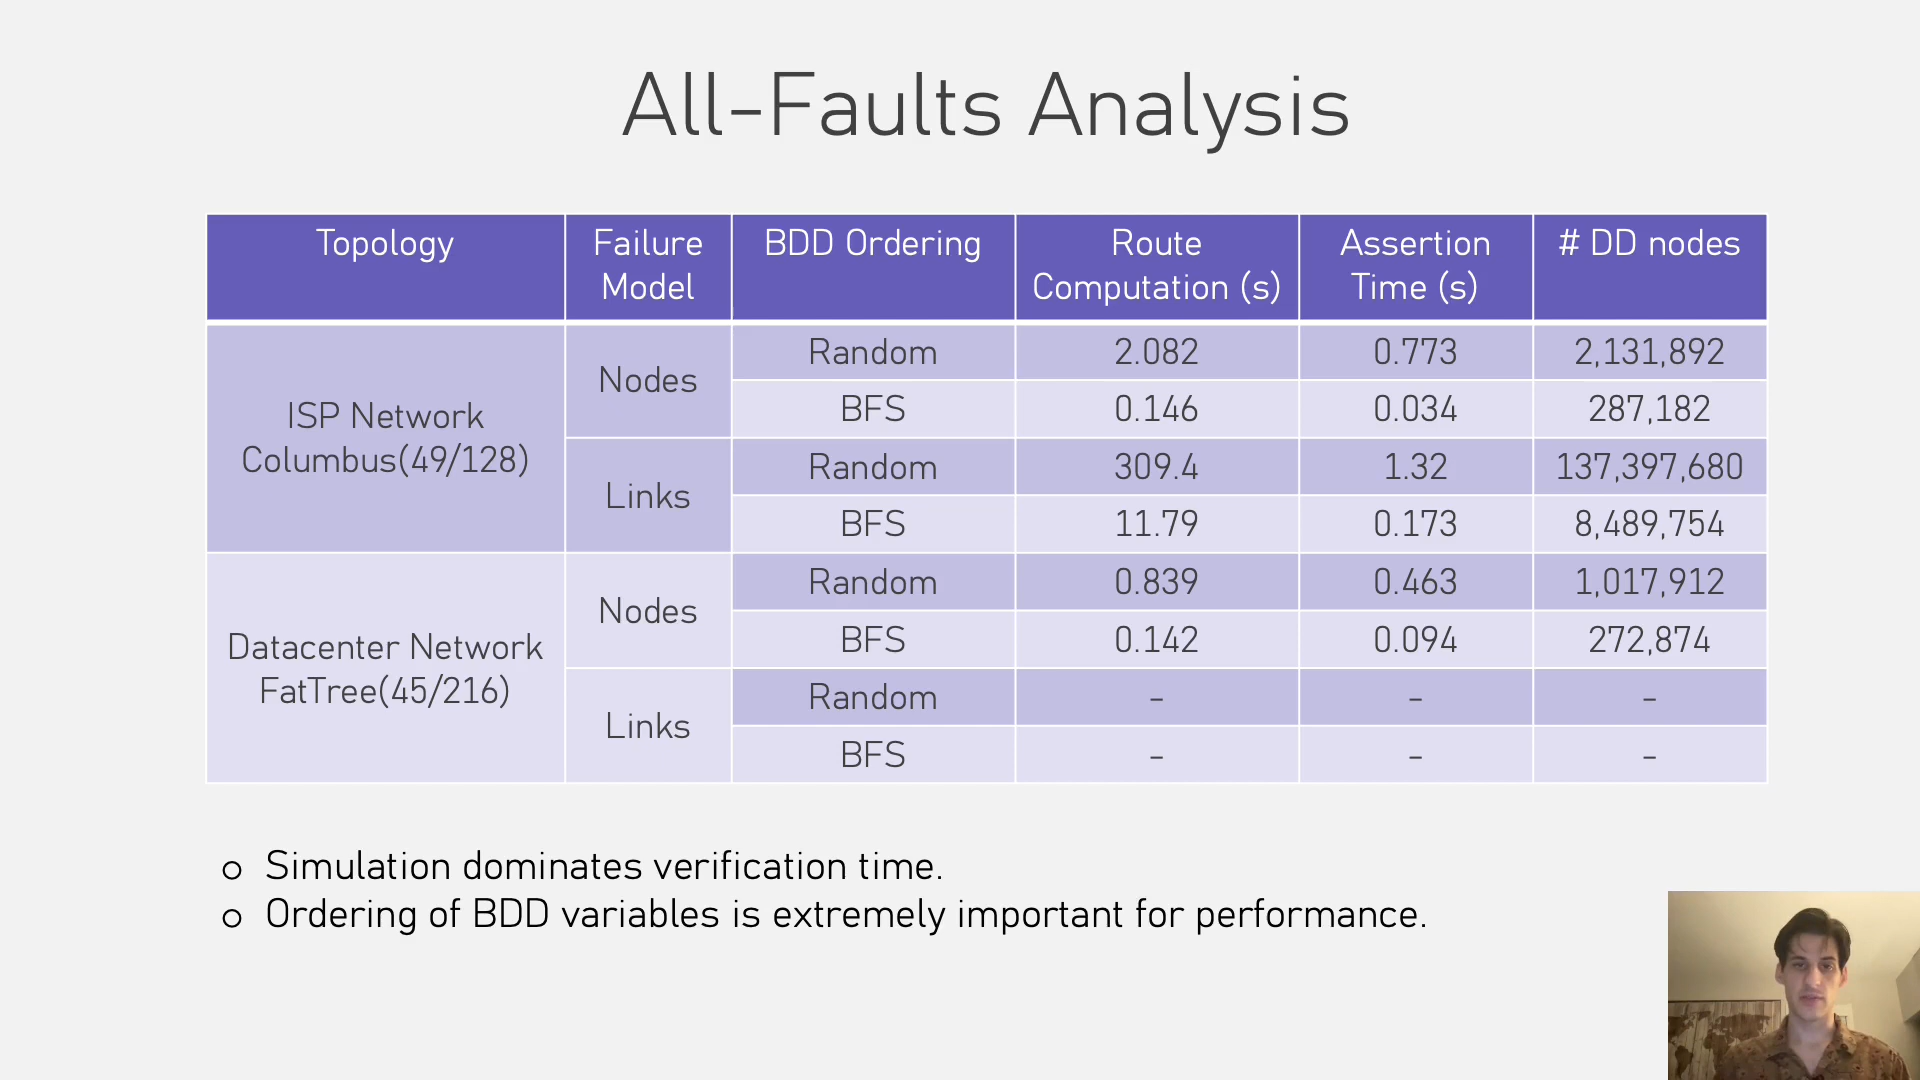 All-Faults Analysis
Topology
Failure
Model
BDD Ordering
Route
Computation (s)
Assertion
Time (s)
# DD nodes
ISP Network
Columbus(49/128)
Nodes
Random
2.082
0.773
2,131,892
BFS
0.146
0.034
287,182
Links
Random
309.4
1.32
137,397,680
BFS
11.79
0.173
8,489,754
Datacenter Network
FatTree(45/216)
Nodes
Random
0.839
0.463
1,017,912
BFS
0.142
0.094
272,874
Links
Random
-
-
-
BFS
-
-
-
Simulation dominates verification time.
Ordering of BDD variables is extremely important for performance.